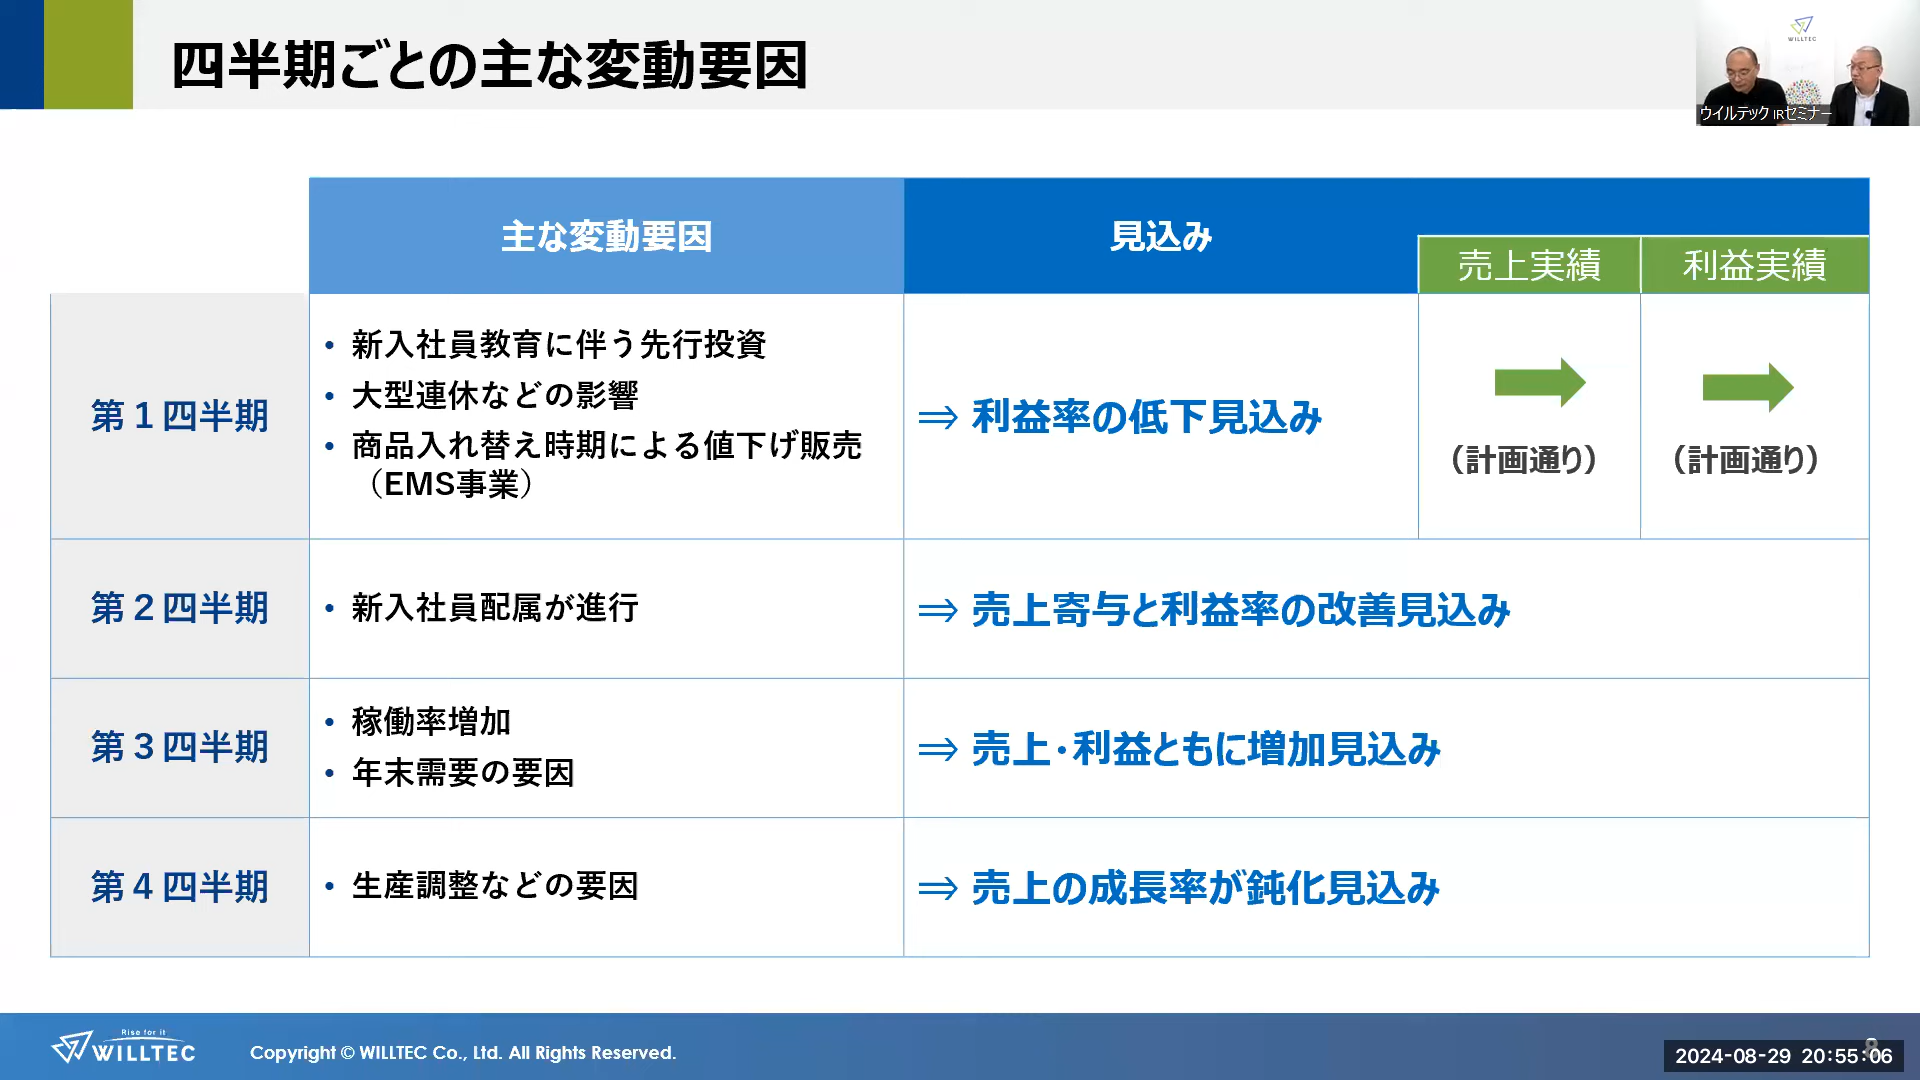 四半期ごとの主な変動要因
WILLTEC
ウイルテック IRセミナー
主な変動要因
見込み
売上実績
利益実績
第1四半期
• 新入社員教育に伴う先行投資
• 大型連休などの影響
• 商品入れ替え時期による値下げ販売
（EMS事業）
⇒ 利益率の低下見込み
（計画通り）
（計画通り）
第2四半期
• 新入社員配属が進行
⇒ 売上寄与と利益率の改善見込み
第3四半期
• 稼働率増加
• 年末需要の要因
⇒ 売上・利益ともに増加見込み
第4四半期
• 生産調整などの要因
⇒ 売上の成長率が鈍化見込み
Rise for it
WILLTEC
Copyright © WILLTEC Co., Ltd. All Rights Reserved.
8
2024-08-29 20:55:06